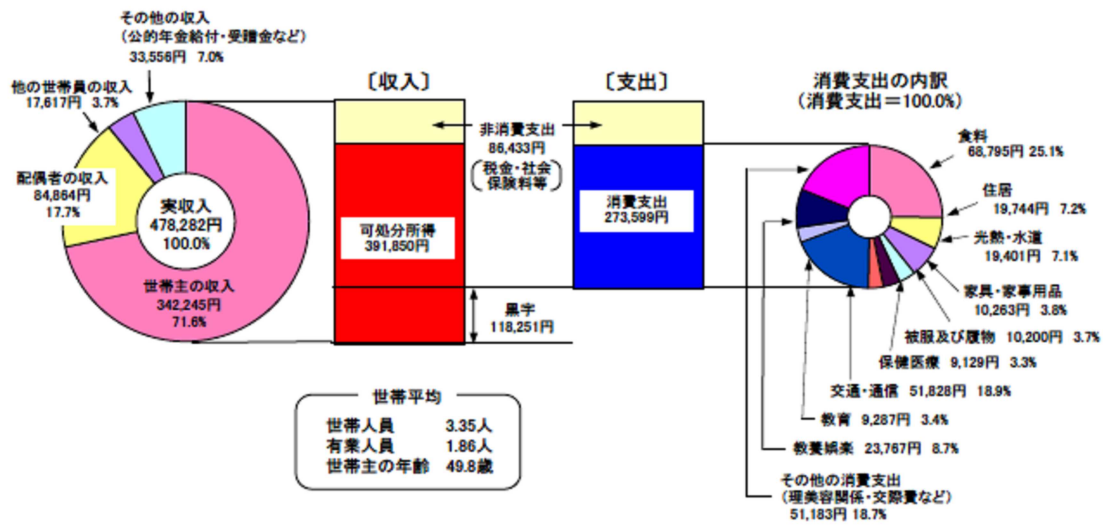 その他の収入
(公的年金給付・受贈金など)
33,556円 7.0%
他の世帯員の収入
17,617円 3.7%
配偶者の収入
84,864円
17.7%
実収入
478,282円
100.0%
世帯主の収入
342,245円
71.6%
〔収入〕
可処分所得
391,850円
非消費支出
86,433円
(税金・社会
保険料等)
黒字
118,251円
〔支出〕
消費支出
273,599円
消費支出の内訳
(消費支出=100.0%)
食料
68,795円 25.1%
住居
19,744円 7.2%
光熱・水道
19,401円 7.1%
家具・家事用品
10,263円 3.8%
被服及び履物 10,200円 3.7%
保健医療 9,129円 3.3%
交通・通信 51,828円 18.9%
教育 9,287円 3.4%
教養娯楽 23,767円 8.7%
その他の消費支出
(理美容関係・交際費など)
51,183円 18.7%
世帯平均
世帯人員 3.35人
有業人員 1.86人
世帯主の年齢 49.8歳